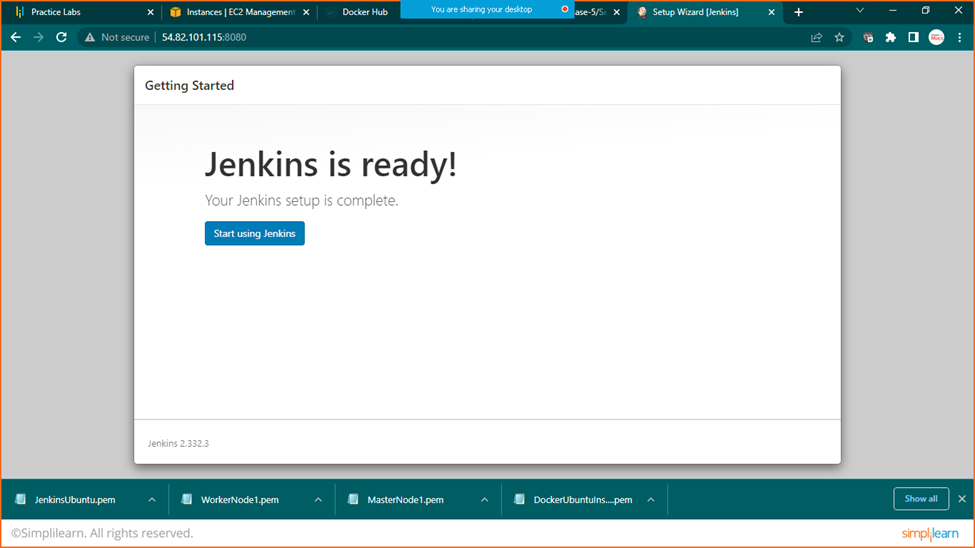 Practice Labs
Instances | EC2 Management
Docker Hub
You are sharing your desktop
ase-5/Se
Setup Wizard [Jenkins]
Not secure
54.82.101.115:8080
Getting Started
Jenkins is ready!
Your Jenkins setup is complete.
Start using Jenkins
Jenkins 2.332.3
JenkinsUbuntu.pem
WorkerNode1.pem
MasterNode1.pem
DockerUbuntuIns....pem
Show all
©Simplilearn. All rights reserved.
simplilearn